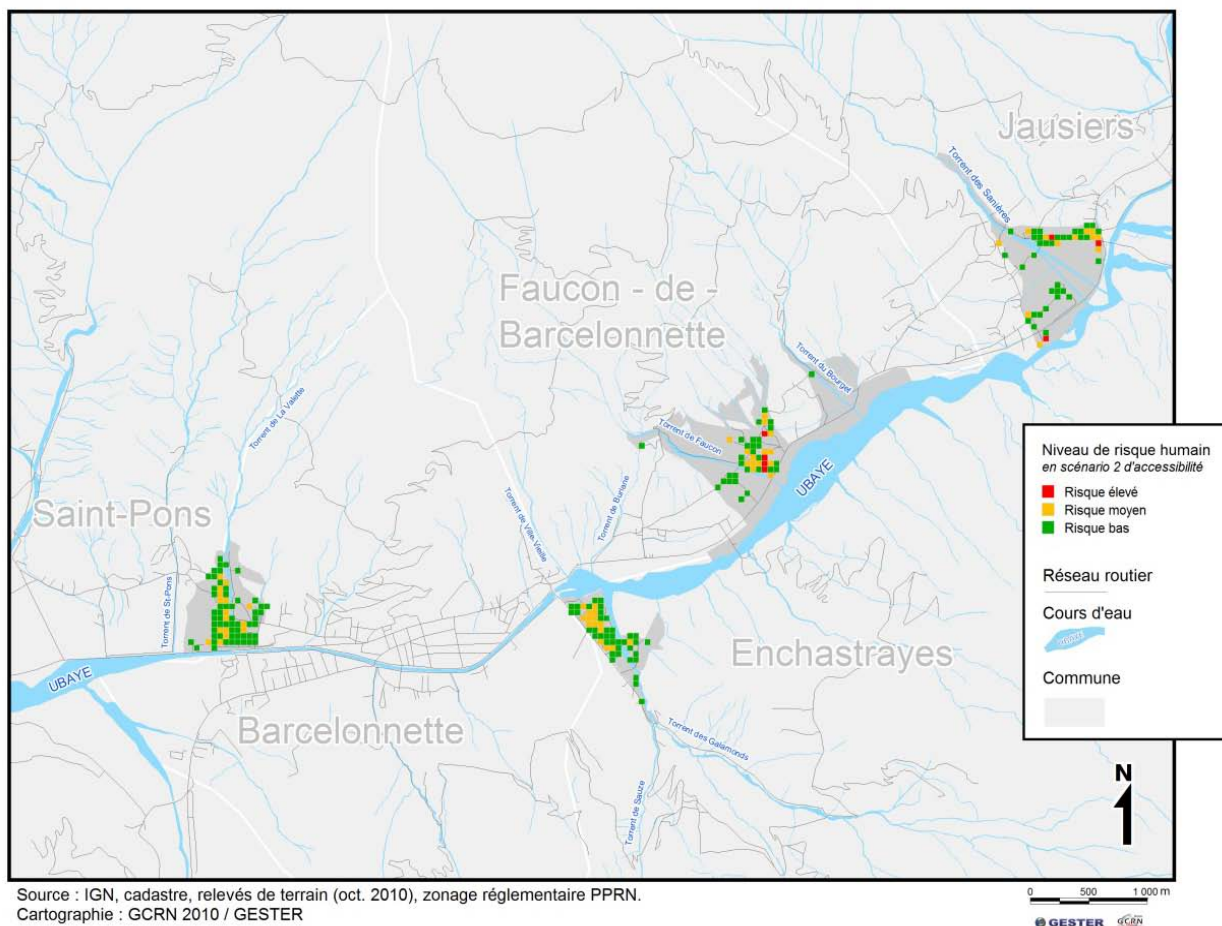 Jausiers
Torrent des Sanières
Faucon - de -
Barcelonnette
Torrent du Bourget
Torrent de Faucon
UBAYE
Torrent de La Valette
Torrent de Buriane
Torrent de Ville-Vieille
Saint-Pons
Torrent de St-Pons
UBAYE
Barcelonnette
Enchastrayes
Torrent des Galamonds
Torrent de Sauze
Niveau de risque humain
en scénario 2 d'accessibilité
Risque élevé
Risque moyen
Risque bas
Réseau routier
Cours d'eau
UBAYE
Commune
N
Source : IGN, cadastre, relevés de terrain (oct. 2010), zonage réglementaire PPRN.
Cartographie : GCRN 2010 / GESTER
0 500 1 000 m
GESTER GCRN